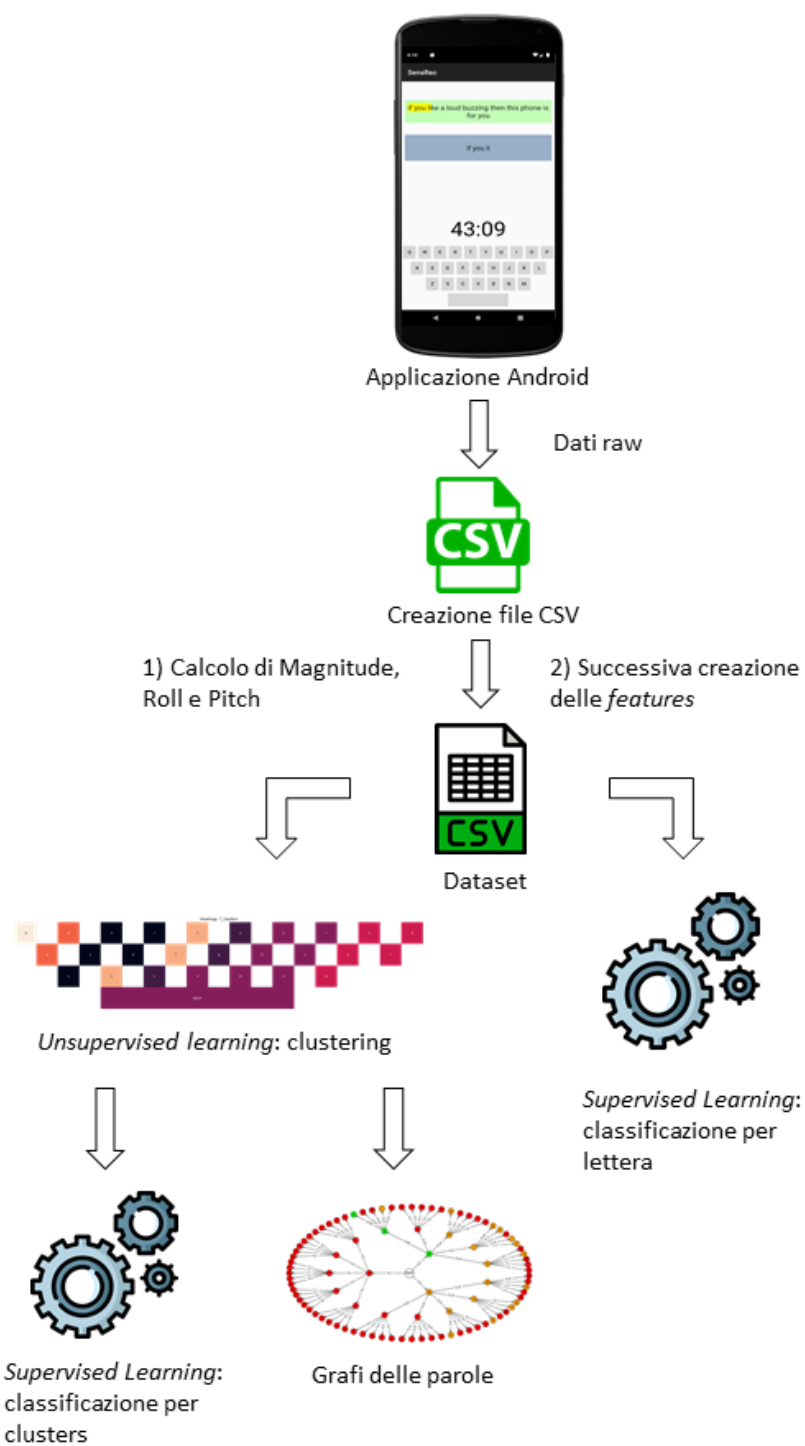 SensRec
if you like a loud buzzing then this phone is
for you
if you li
43:09
Q W E R T Y U I O P
A S D F G H J K L
Z X C V B N M
Applicazione Android
Dati raw
CSV
Creazione file CSV
1) Calcolo di Magnitude,
Roll e Pitch
2) Successiva creazione
delle features
CSV
Dataset
Unsupervised learning: clustering
Supervised Learning:
classificazione per
lettera
Supervised Learning:
classificazione per
clusters
Grafi delle parole